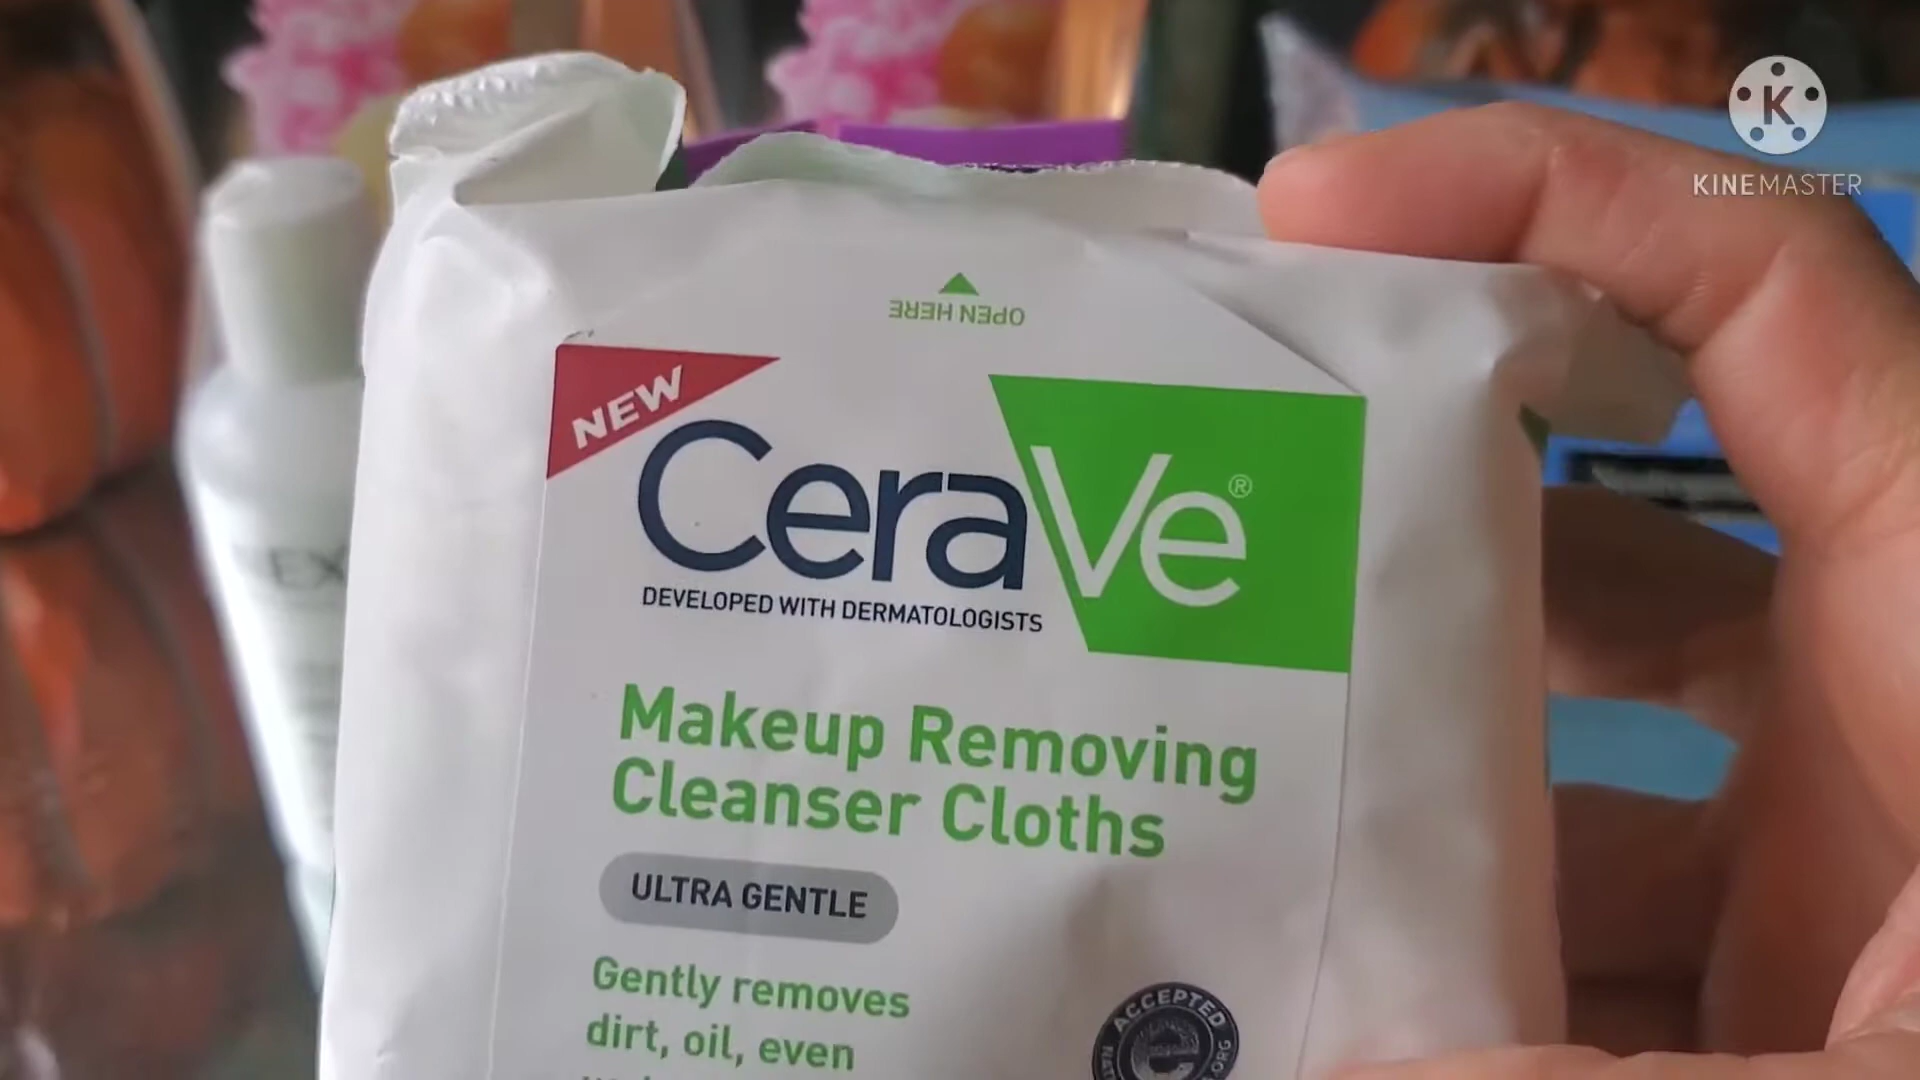 K
KINEMASTER
OPEN HERE
NEW
CeraVe®
DEVELOPED WITH DERMATOLOGISTS
Makeup Removing
Cleanser Cloths
ULTRA GENTLE
Gently removes
dirt, oil, even
ACCEPTED
EX